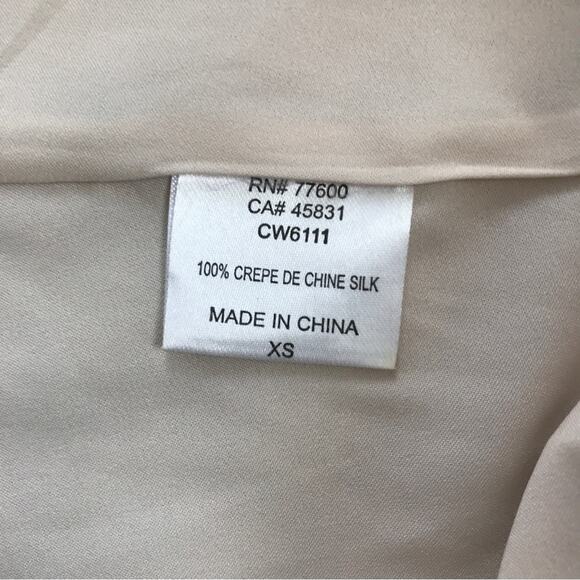 RN# 77600
CA# 45831
CW6111
100% CREPE DE CHINE SILK
MADE IN CHINA
XS